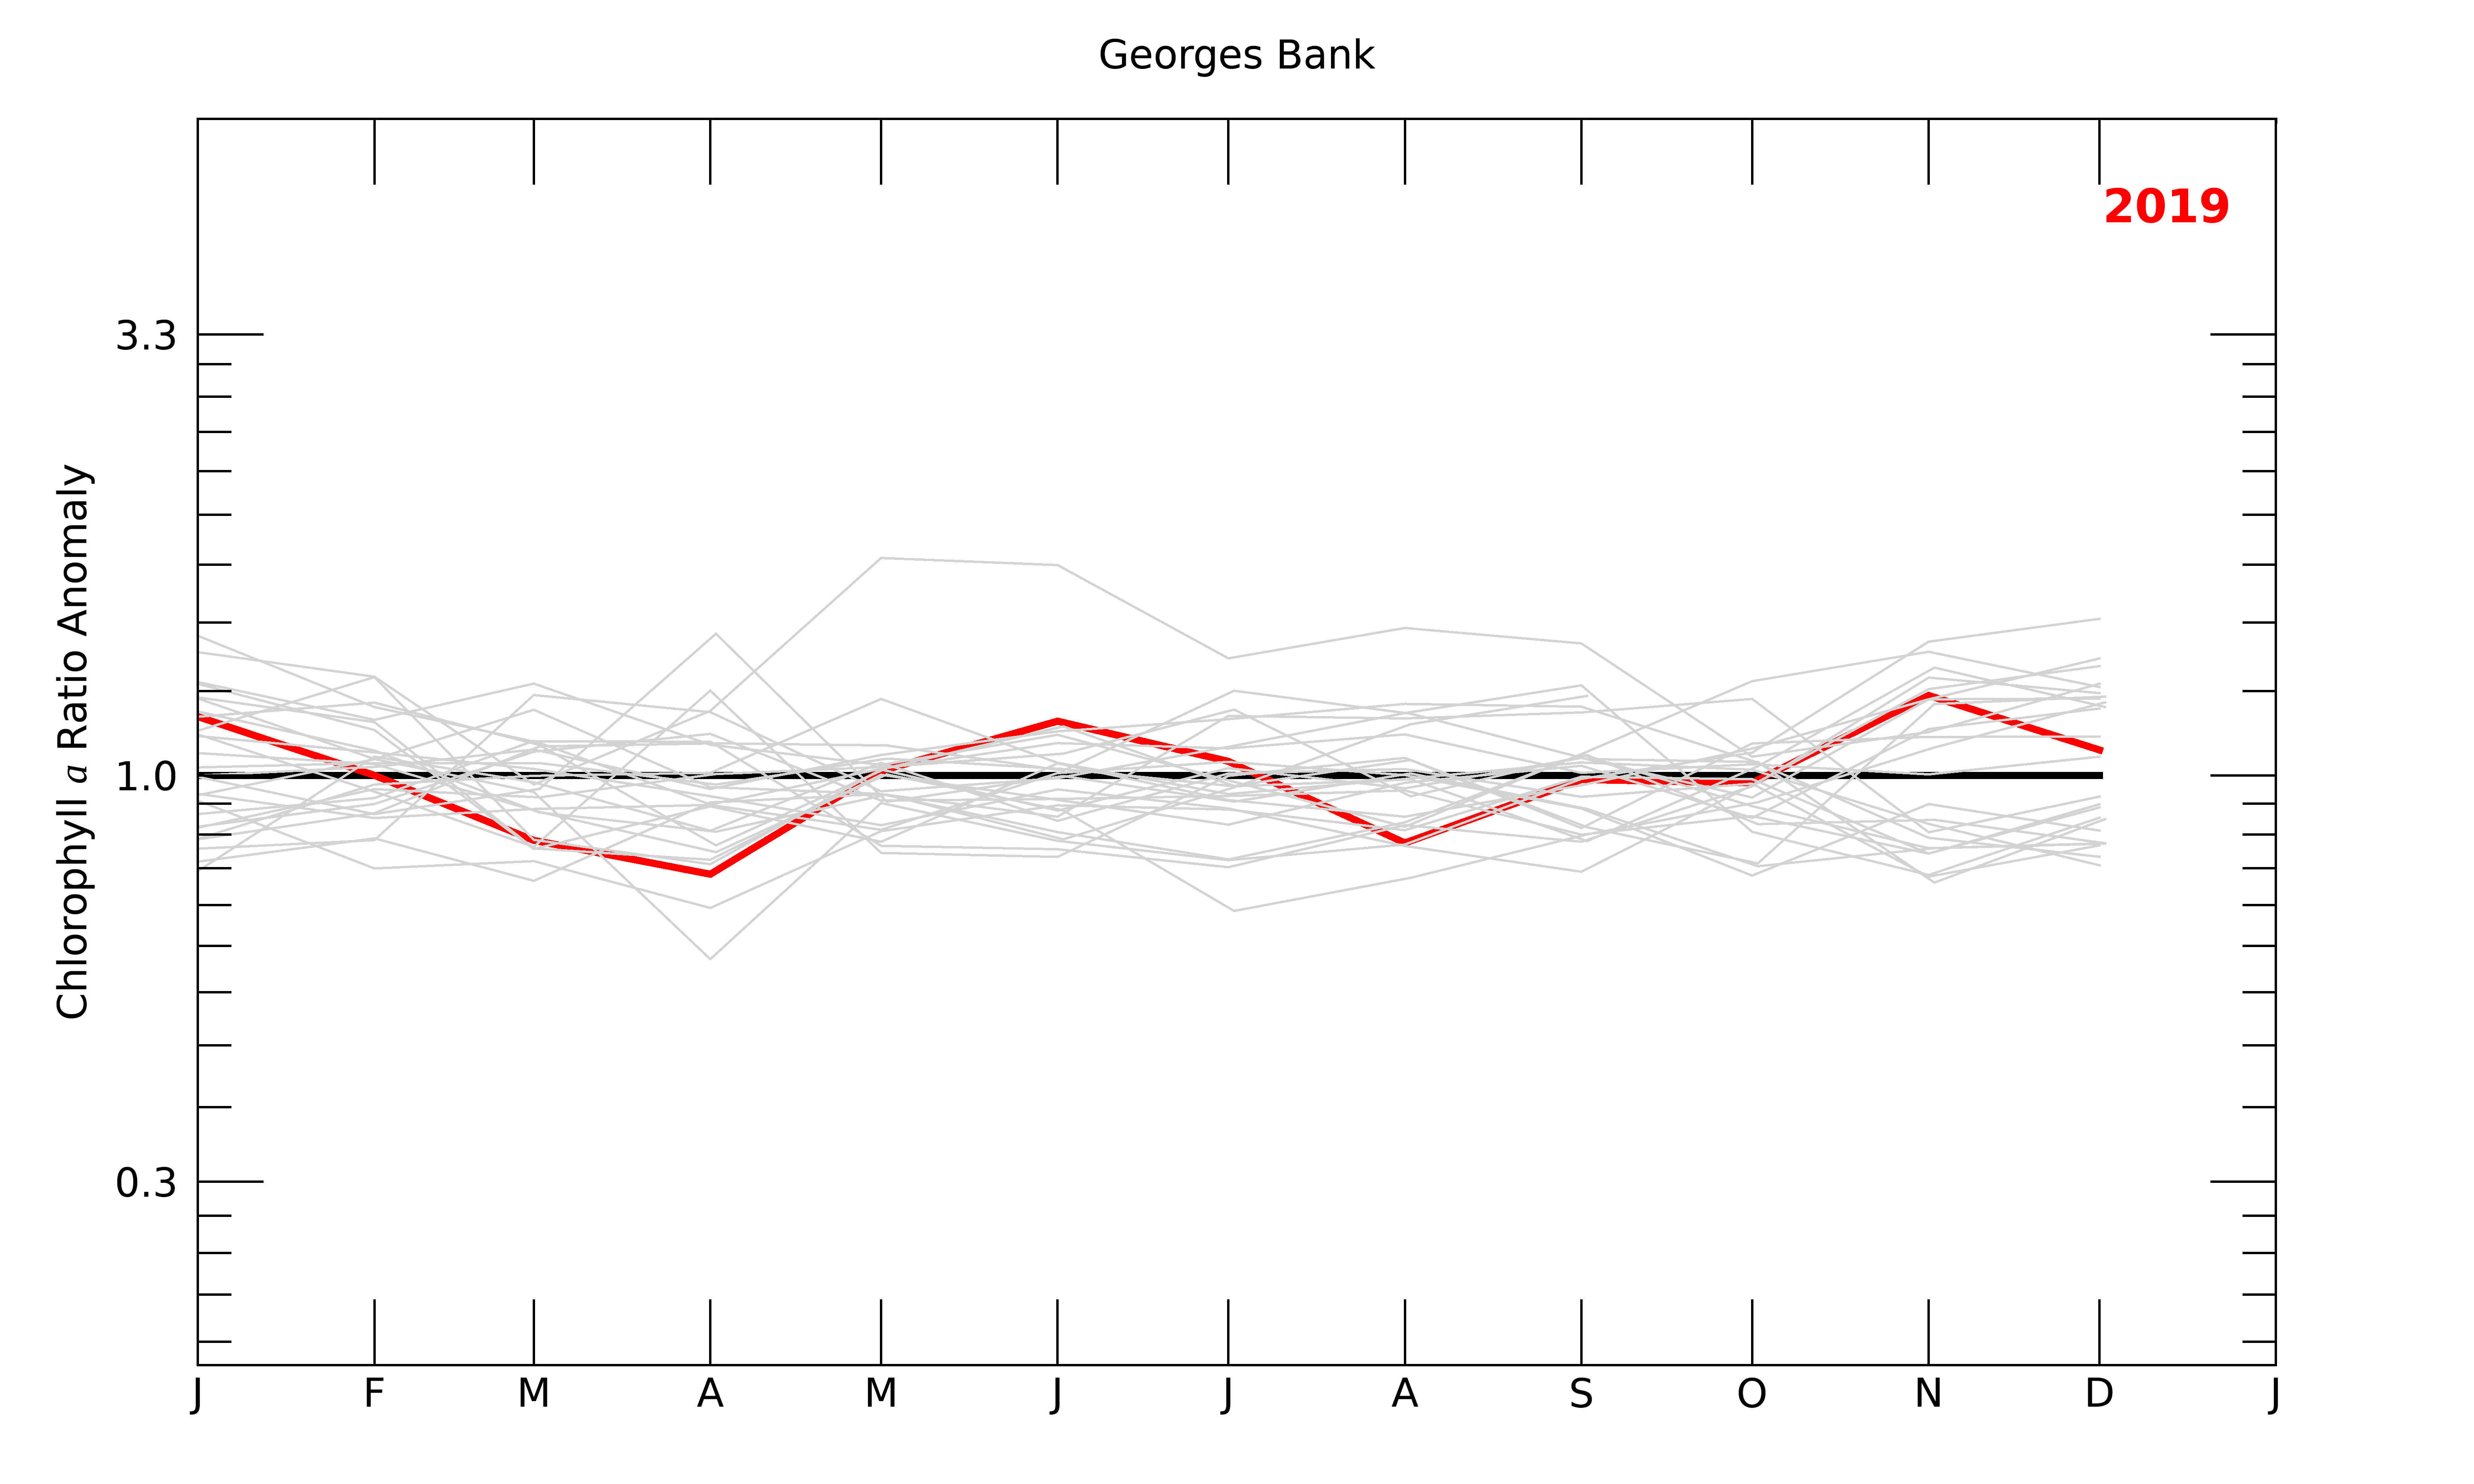 Georges Bank
2019
3.3
1.0
0.3
Chlorophyll a Ratio Anomaly
J F M A M J J A S O N D J